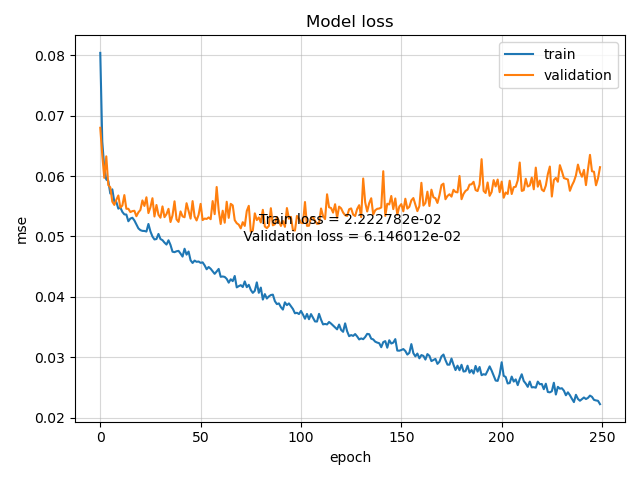 Model loss
train
validation
0.08
0.07
0.06
0.05
0.04
0.03
0.02
mse
Train loss = 2.222782e-02
Validation loss = 6.146012e-02
0
50
100
150
200
250
epoch